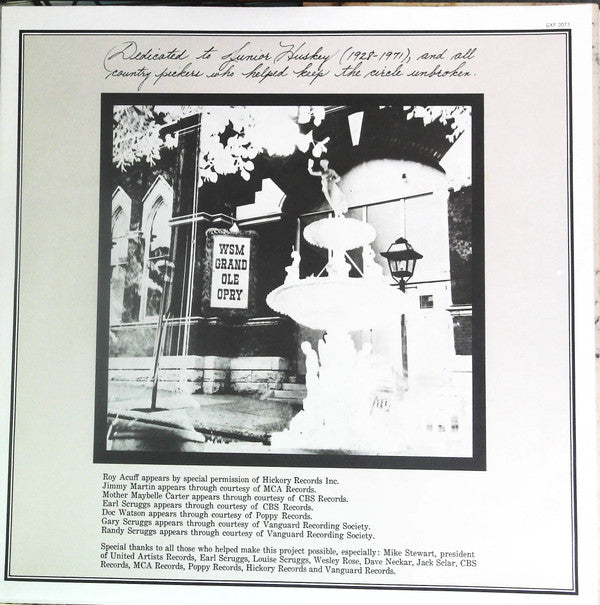 GXF 2073
Dedicated to Junior Huskey (1928-1971), and all
country pickers who helped keep the circle unbroken.
WSM
GRAND
OLE
OPRY
Roy Acuff appears by special permission of Hickory Records Inc.
Jimmy Martin appears through courtesy of MCA Records.
Mother Maybelle Carter appears through courtesy of CBS Records.
Earl Scruggs appears through courtesy of CBS Records.
Doc Watson appears through courtesy of Poppy Records.
Gary Scruggs appears through courtesy of Vanguard Recording Society.
Randy Scruggs appears through courtesy of Vanguard Recording Society.
Special thanks to all those who helped make this project possible, especially: Mike Stewart, president
of United Artists Records, Earl Scruggs, Louise Scruggs, Wesley Rose, Dave Neckar, Jack Sclar, CBS
Records, MCA Records, Poppy Records, Hickory Records and Vanguard Records.